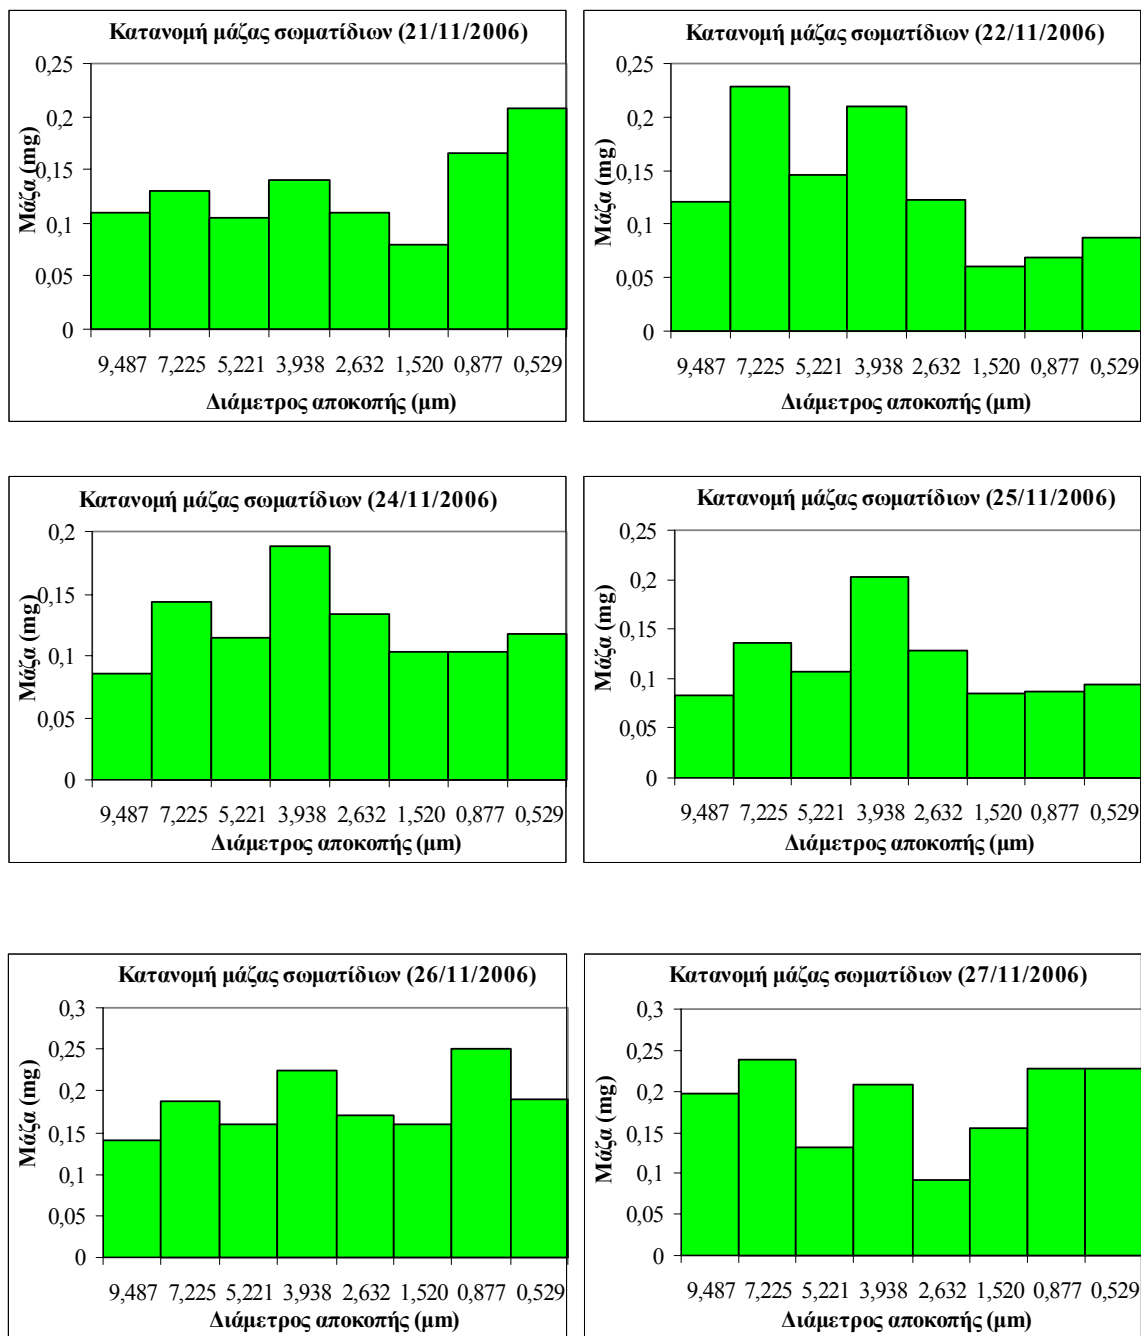 Κατανομή μάζας σωματίδιων (21/11/2006)
0,25
0,2
0,15
0,1
0,05
0
Μάζα (mg)
9,487 7,225 5,221 3,938 2,632 1,520 0,877 0,529
Διάμετρος αποκοπής (μm)
Κατανομή μάζας σωματίδιων (22/11/2006)
0,25
0,2
0,15
0,1
0,05
0
Μάζα (mg)
9,487 7,225 5,221 3,938 2,632 1,520 0,877 0,529
Διάμετρος αποκοπής (μm)
Κατανομή μάζας σωματίδιων (24/11/2006)
0,2
0,15
0,1
0,05
0
Μάζα (mg)
9,487 7,225 5,221 3,938 2,632 1,520 0,877 0,529
Διάμετρος αποκοπής (μm)
Κατανομή μάζας σωματίδιων (25/11/2006)
0,25
0,2
0,15
0,1
0,05
0
Μάζα (mg)
9,487 7,225 5,221 3,938 2,632 1,520 0,877 0,529
Διάμετρος αποκοπής (μm)
Κατανομή μάζας σωματίδιων (26/11/2006)
0,3
0,25
0,2
0,15
0,1
0,05
0
Μάζα (mg)
9,487 7,225 5,221 3,938 2,632 1,520 0,877 0,529
Διάμετρος αποκοπής (μm)
Κατανομή μάζας σωματίδιων (27/11/2006)
0,3
0,25
0,2
0,15
0,1
0,05
0
Μάζα (mg)
9,487 7,225 5,221 3,938 2,632 1,520 0,877 0,529
Διάμετρος αποκοπής (μm)